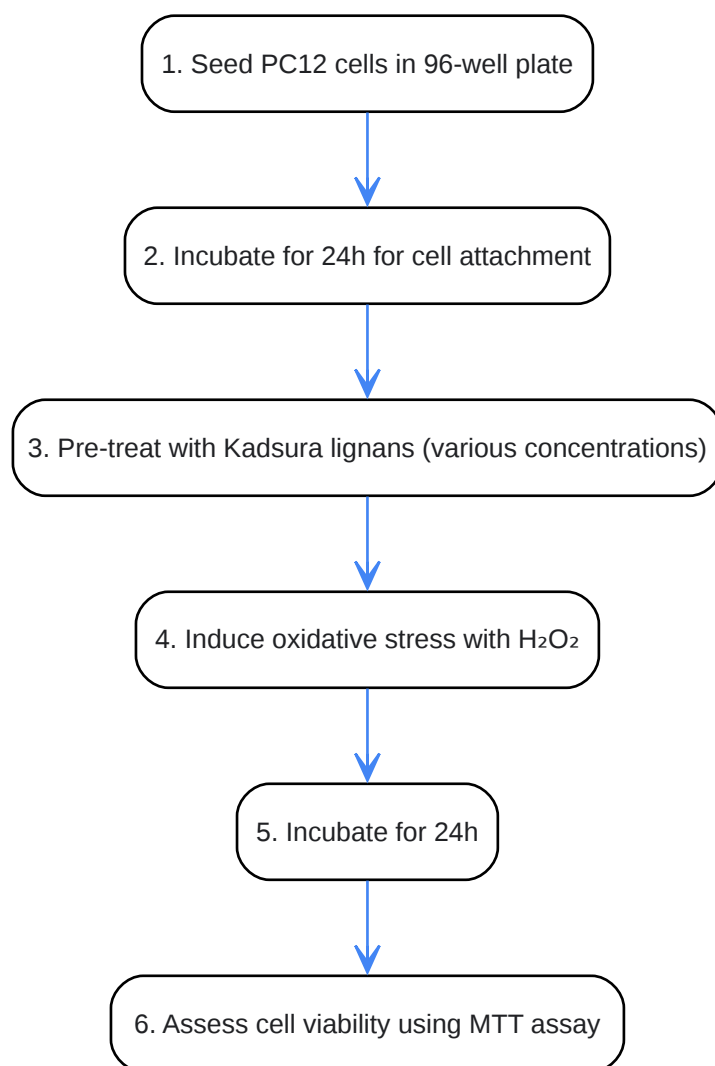 1. Seed PC12 cells in 96-well plate
2. Incubate for 24h for cell attachment
3. Pre-treat with Kadsura lignans (various concentrations)
4. Induce oxidative stress with H₂O₂
5. Incubate for 24h
6. Assess cell viability using MTT assay